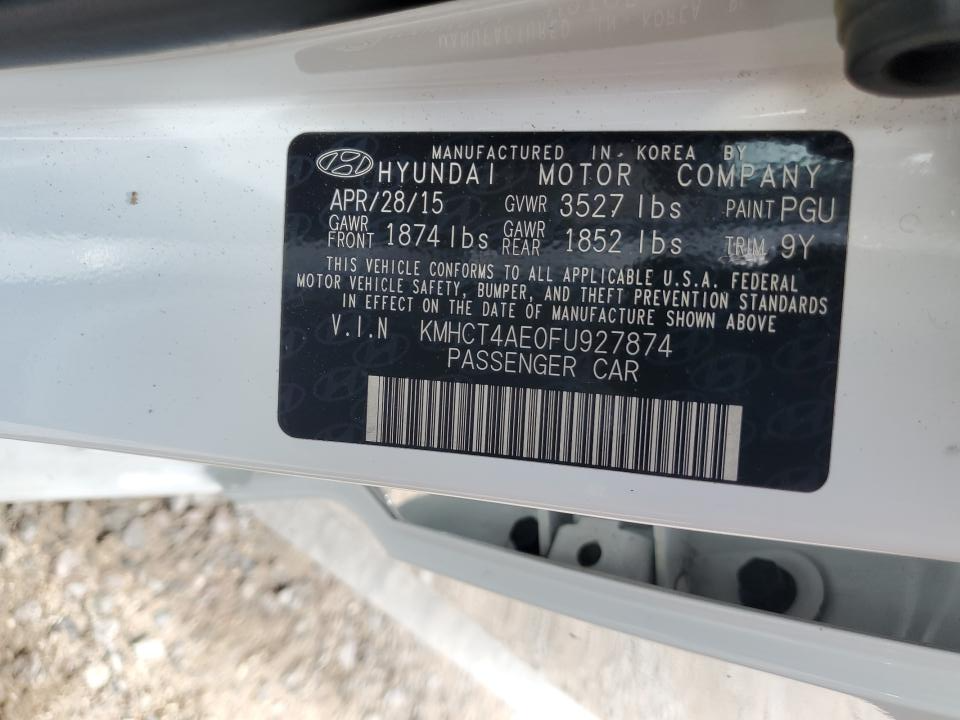 MANUFACTURED IN KOREA BY
HYUNDAI MOTOR COMPANY
APR/28/15 GVWR 3527 lbs PAINT PGU
GAWR FRONT 1874 lbs GAWR REAR 1852 lbs TRIM 9Y
THIS VEHICLE CONFORMS TO ALL APPLICABLE U.S.A. FEDERAL
MOTOR VEHICLE SAFETY, BUMPER, AND THEFT PREVENTION STANDARDS
IN EFFECT ON THE DATE OF MANUFACTURE SHOWN ABOVE
V.I.N KMHCT4AE0FU927874
PASSENGER CAR